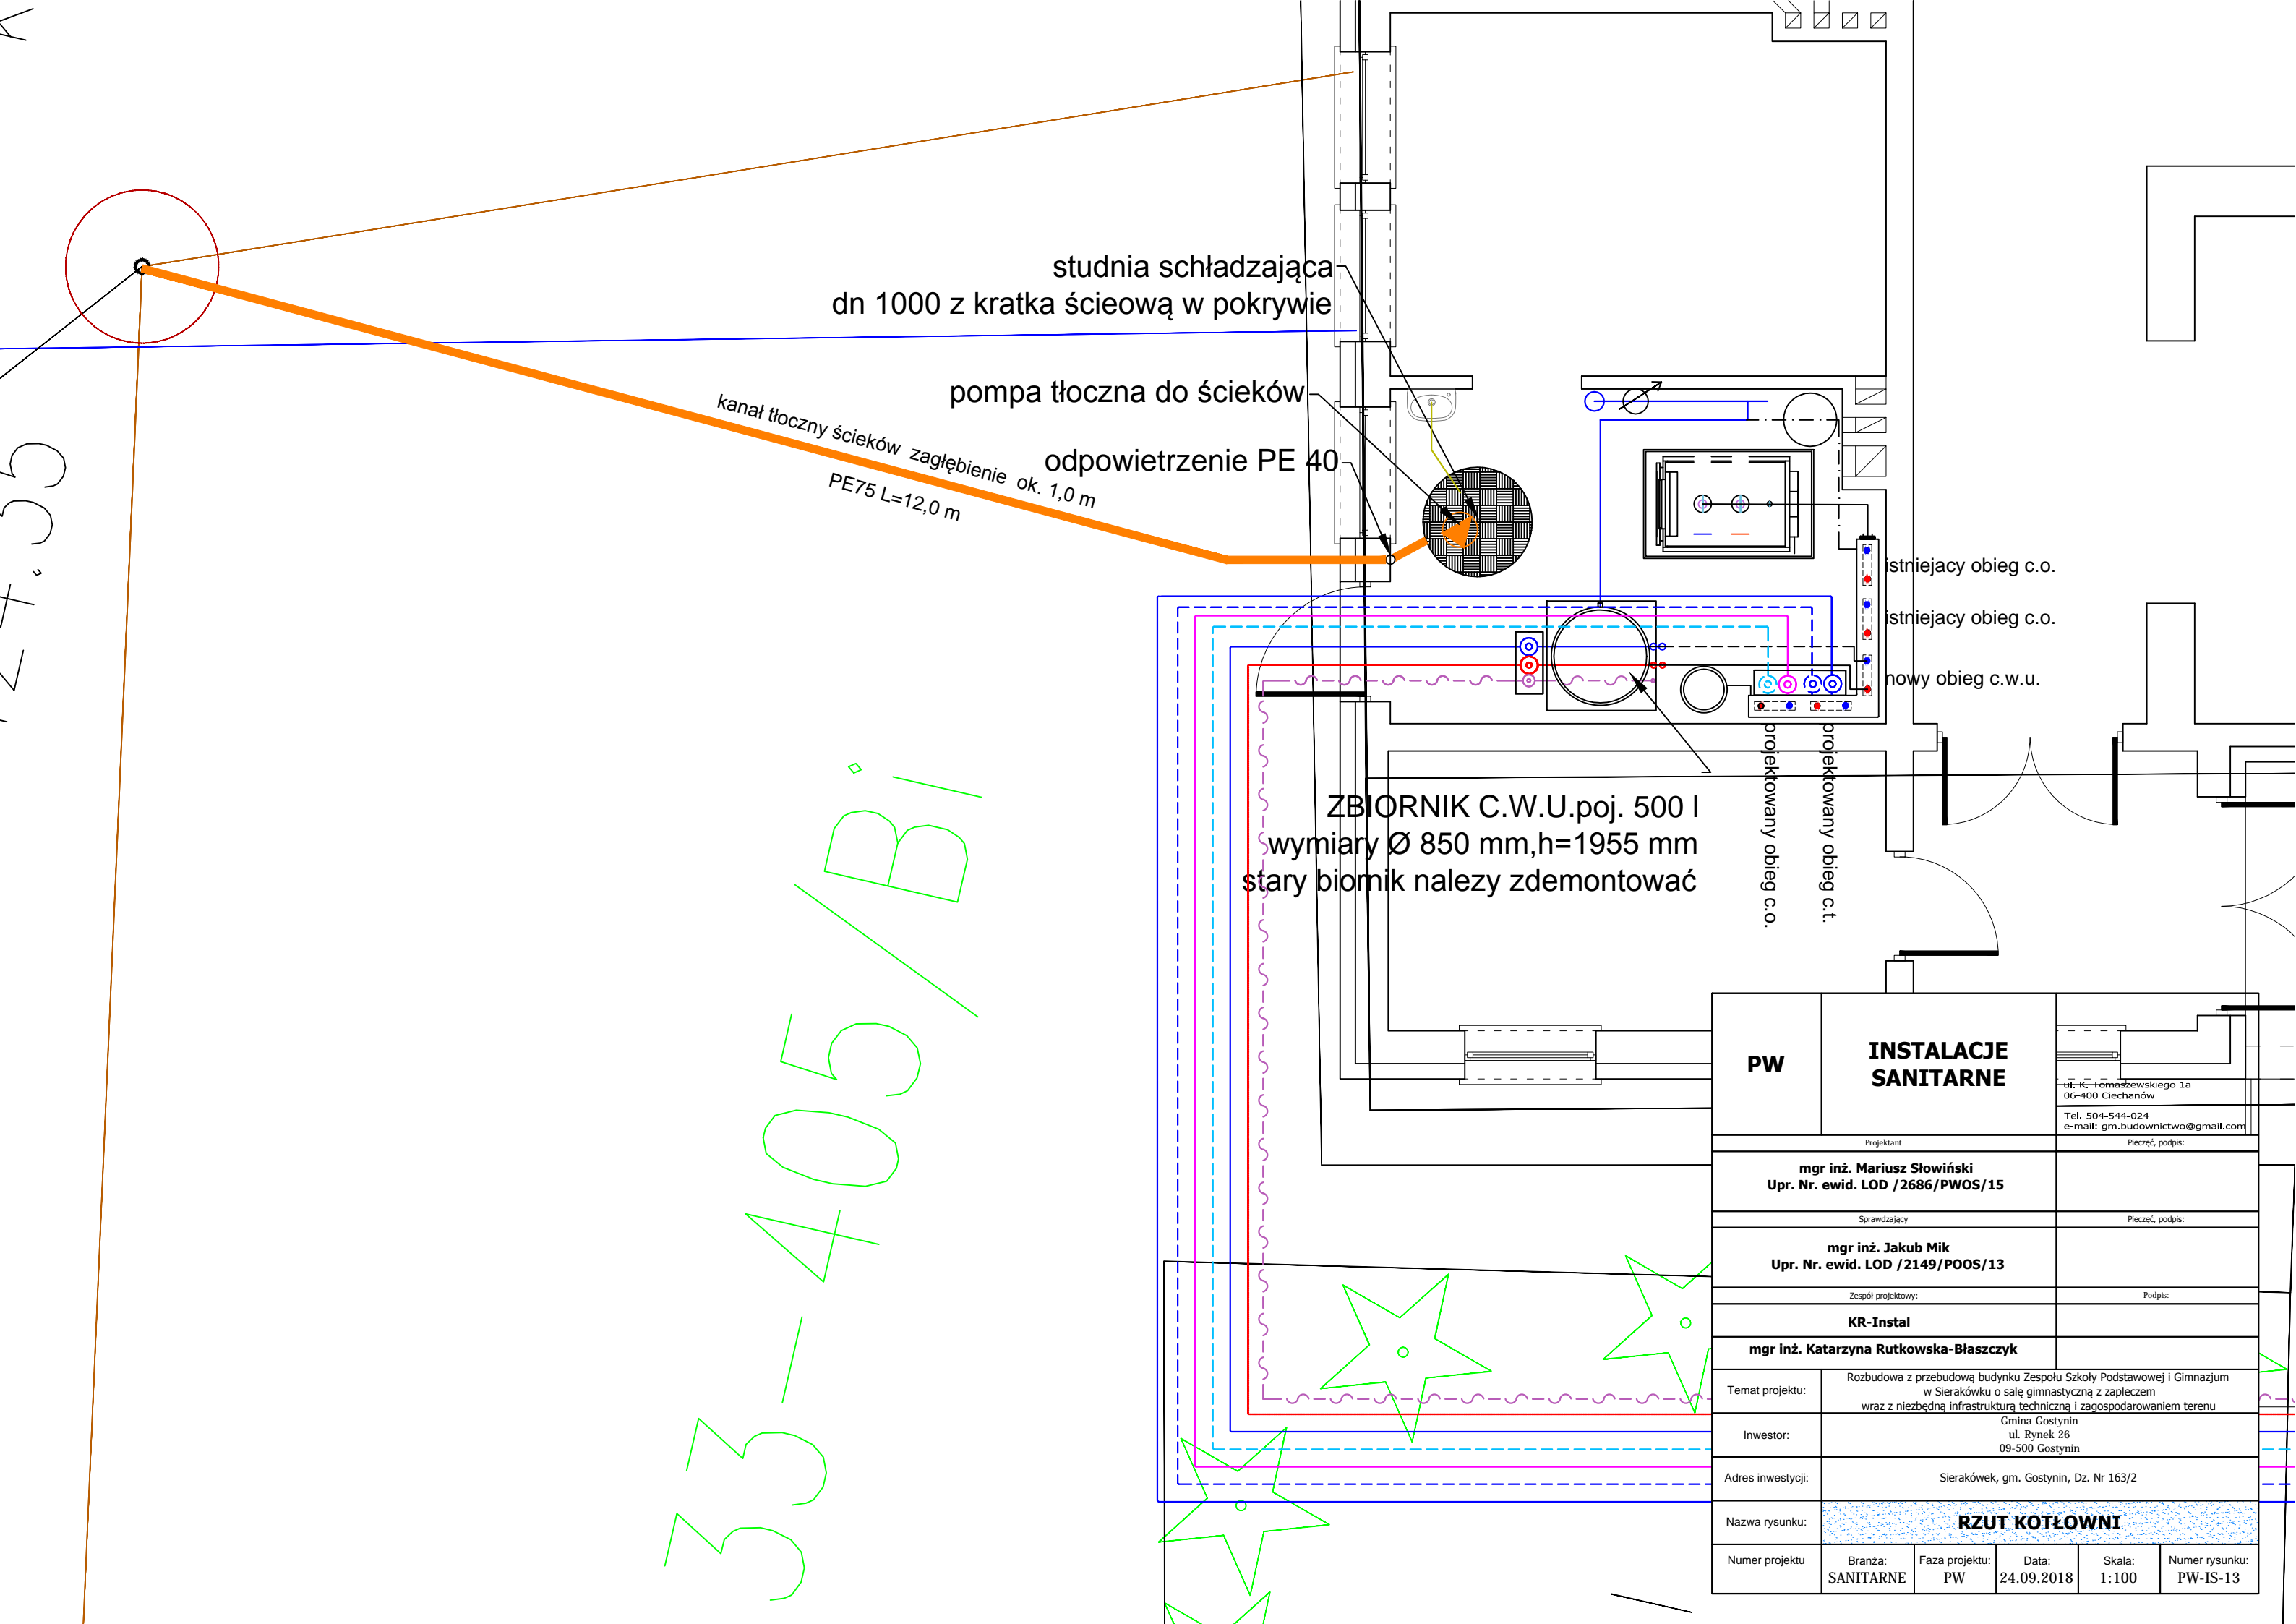 studnia schładzająca
dn 1000 z kratka ścieową w pokrywie
pompa tłoczna do ścieków
odpowietrzenie PE 40
kanał tłoczny ścieków zagłębienie ok. 1,0 m
PE75 L=12,0 m
istniejacy obieg c.o.
istniejacy obieg c.o.
nowy obieg c.w.u.
projektowany obieg c.o.
projektowany obieg c.t.
ZBIORNIK C.W.U.poj. 500 l
wymiary Ø 850 mm,h=1955 mm
stary biornik nalezy zdemontować
33-405/Bi
PW
INSTALACJE
SANITARNE
ul. K. Tomaszewskiego 1a
06-400 Ciechanów
Tel. 504-544-024
e-mail: gm.budownictwo@gmail.com
Projektant
Pieczęć, podpis:
mgr inż. Mariusz Słowiński
Upr. Nr. ewid. LOD /2686/PWOS/15
Sprawdzający
Pieczęć, podpis:
mgr inż. Jakub Mik
Upr. Nr. ewid. LOD /2149/POOS/13
Zespół projektowy:
Podpis:
KR-Instal
mgr inż. Katarzyna Rutkowska-Błaszczyk
Temat projektu:
Rozbudowa z przebudową budynku Zespołu Szkoły Podstawowej i Gimnazjum
w Sierakówku o salę gimnastyczną z zapleczem
wraz z niezbędną infrastrukturą techniczną i zagospodarowaniem terenu
Inwestor:
Gmina Gostynin
ul. Rynek 26
09-500 Gostynin
Adres inwestycji:
Sierakówek, gm. Gostynin, Dz. Nr 163/2
Nazwa rysunku:
RZUT KOTŁOWNI
Numer projektu
Branża:
SANITARNE
Faza projektu:
PW
Data:
24.09.2018
Skala:
1:100
Numer rysunku:
PW-IS-13